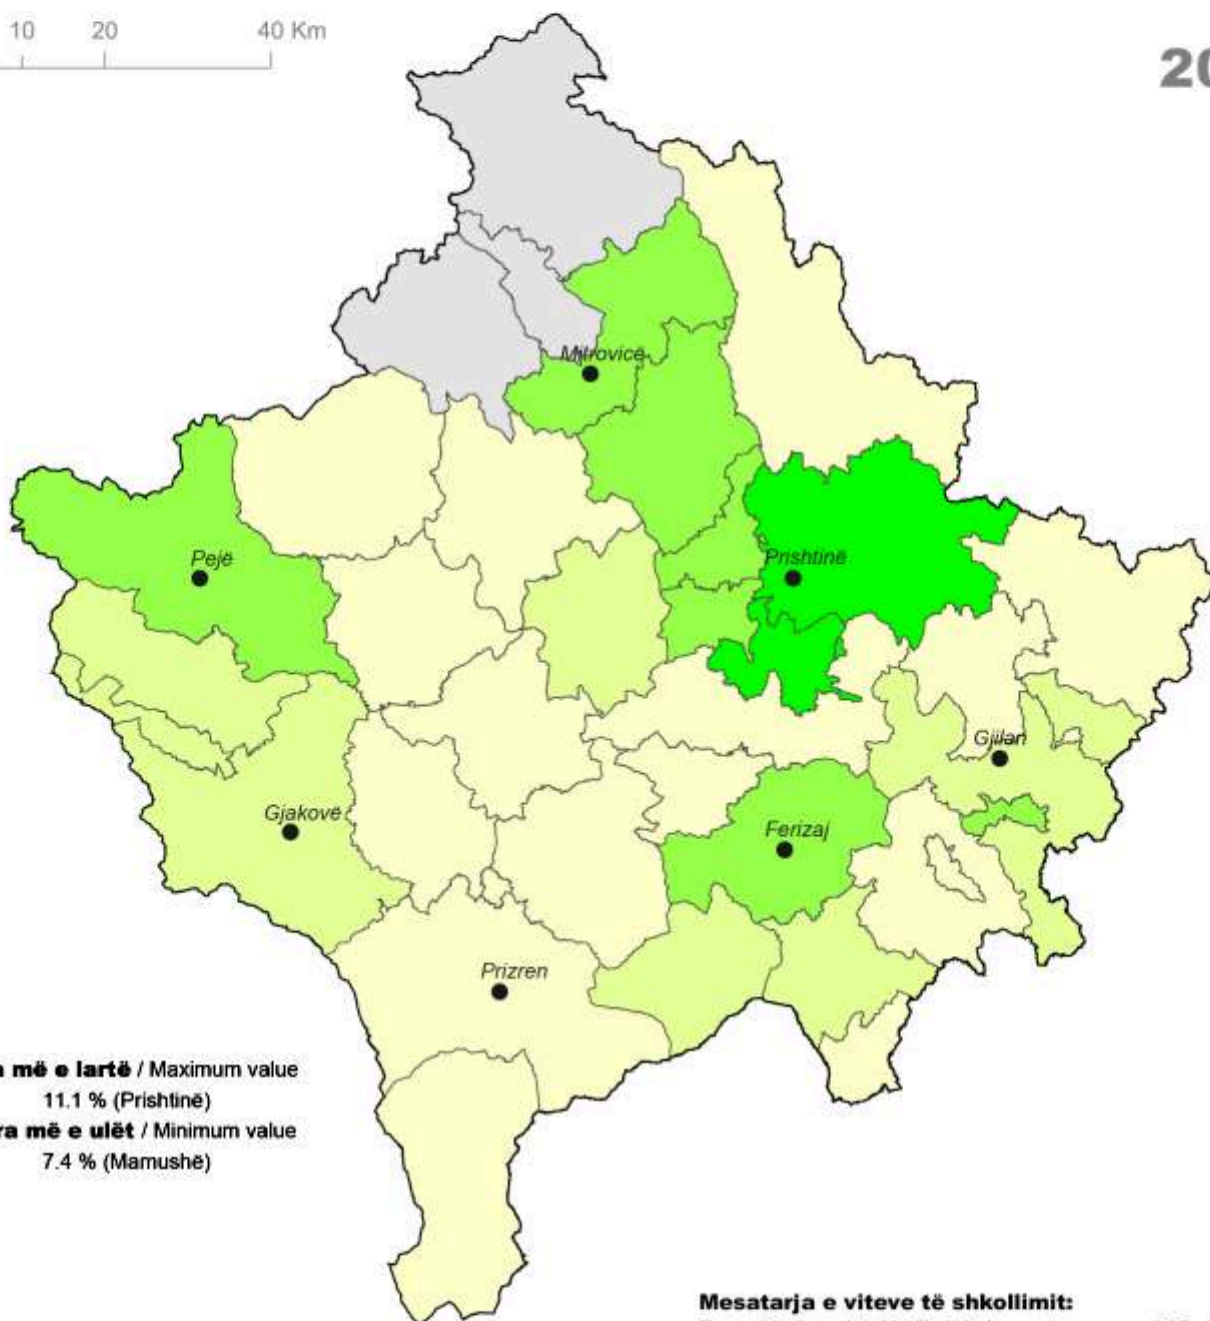 10 20 40 Km
Mitrovicë
Pejë
Prishtinë
Gjilan
Gjakovë
Ferizaj
Prizren
më e lartë / Maximum value
11.1 % (Prishtinë)
më e ulët / Minimum value
7.4 % (Mamushë)
Mesatarja e viteve të shkollimit: